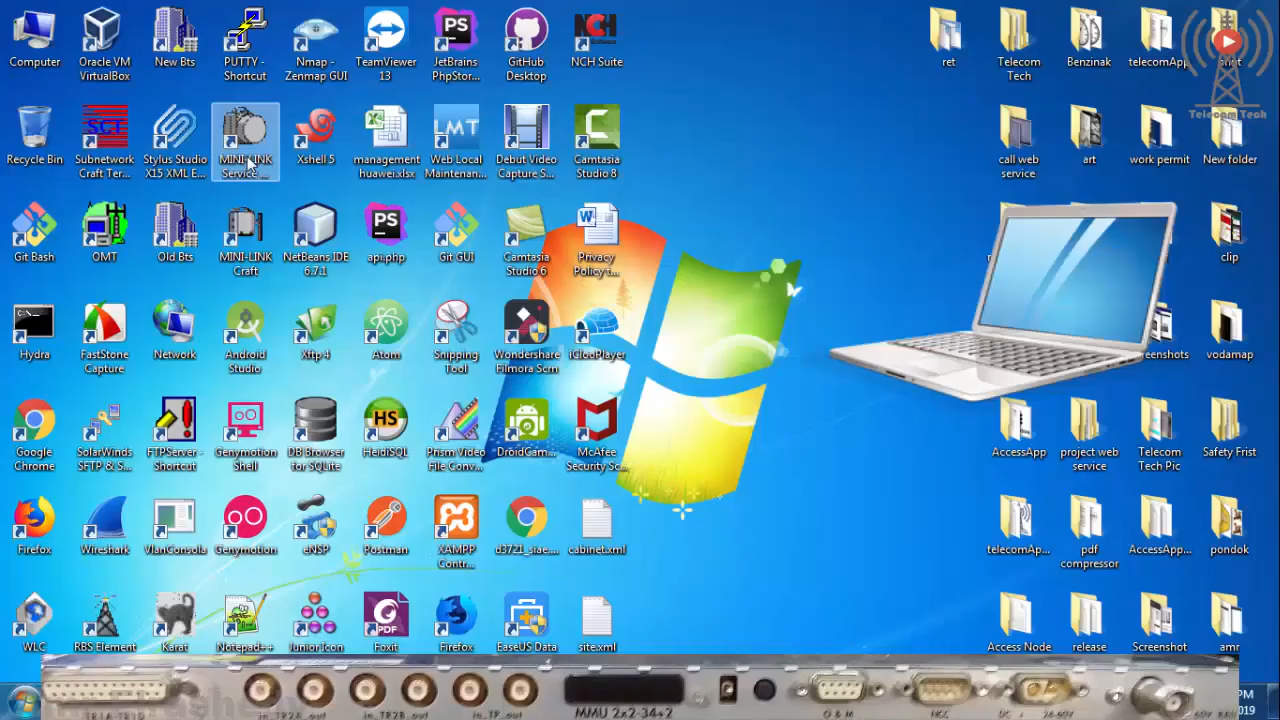 Computer
Oracle VM
VirtualBox
New Bts
PUTTY -
Shortcut
Nmap -
Zenmap GUI
TeamViewer
13
JetBrains
PhpStor...
GitHub
Desktop
NCH Suite
ret
Telecom
Tech
Benzinak
Telecom Tech
Recycle Bin
Subnetwork
Craft Ter...
Stylus Studio
X15 XML E...
MINI-LINK
Service ...
Xshell 5
management
huawei.xlsx
Web Local
Maintenan...
Debut Video
Capture S...
Camtasia
Studio 8
call web
service
art
work permit
New folder
Git Bash
OMT
Old Bts
MINI-LINK
Craft
NetBeans IDE
6.7.1
api.php
Git GUI
Camtasia
Studio 6
Privacy
Policy t...
clip
Hydra
FastStone
Capture
Network
Android
Studio
Xftp 4
Atom
Snipping
Tool
Wondershare
Filmora Scrn
iGlooPlayer
vodamap
Google
Chrome
SolarWinds
SFTP & S...
FTPServer -
Shortcut
Genymotion
Shell
DB Browser
for SQLite
HeidiSQL
Prism Video
File Conv...
DroidCam...
McAfee
Security Sc...
AccessApp
project web
service
Telecom
Tech Pic
Safety Frist
Firefox
Wireshark
VlanConsola
Genymotion
eNSP
Postman
XAMPP
Contr...
d3721_siae...
cabinet.xml
telecomAp...
pdf
compressor
AccessApp...
pondok
WLC
RBS Element
Karat
Notepad++
JuniorIcon
Foxit
Firefox
EaseUS Data
site.xml
Access Node
release
Screenshot
amr
MMU 2x2-34+2
O & M
NCC
PM